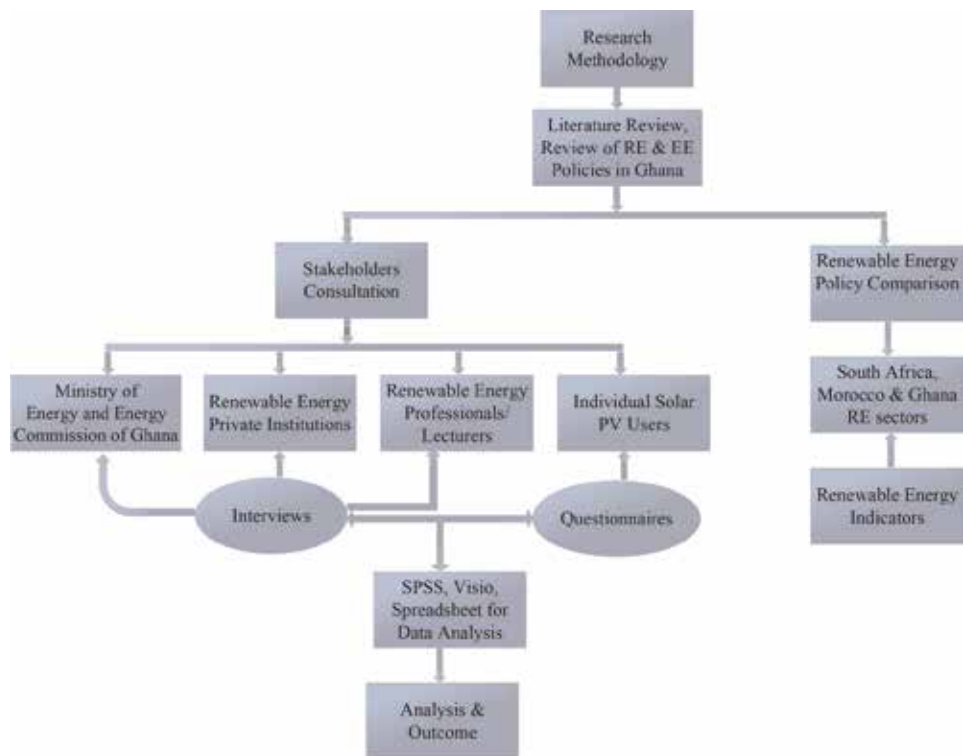 Research
Methodology
Literature Review,
Review of RE & EE
Policies in Ghana
Stakeholders
Consultation
Renewable Energy
Policy Comparison
Ministry of
Energy and Energy
Commission of Ghana
Renewable Energy
Private Institutions
Renewable Energy
Professionals/
Lecturers
Individual Solar
PV Users
South Africa,
Morocco & Ghana
RE sectors
Interviews
Questionnaires
Renewable Energy
Indicators
SPSS, Visio,
Spreadsheet for
Data Analysis
Analysis &
Outcome